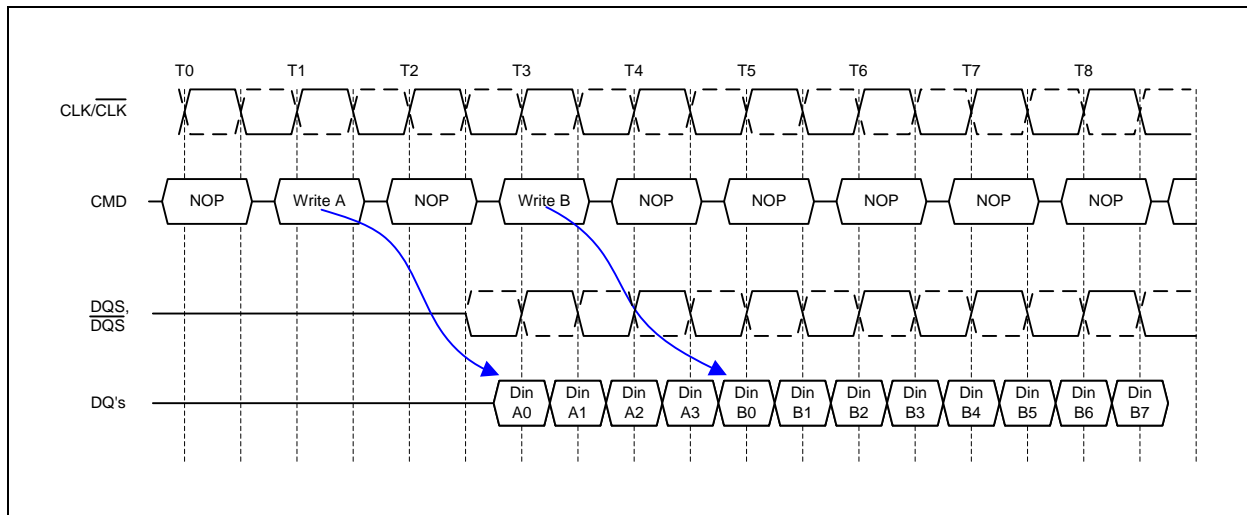 T0 T1 T2 T3 T4 T5 T6 T7 T8
CLK/C̅L̅K̅
CMD NOP Write A NOP Write B NOP NOP NOP NOP NOP
DQS,
D̅Q̅S̅
DQ's Din Din Din Din Din Din Din Din Din Din Din Din
A0 A1 A2 A3 B0 B1 B2 B3 B4 B5 B6 B7